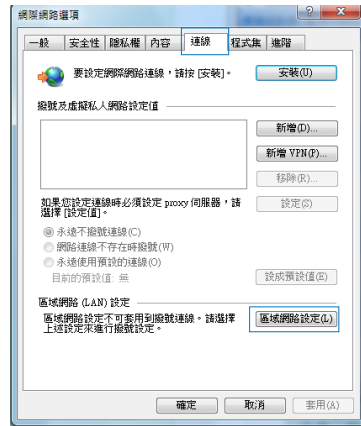 網際網路選項
一般 安全性 隱私權 內容 連線 程式集 進階
要設定網際網路連線，請按 [安裝]。 安裝(U)
撥號及虛擬私人網路設定值
新增(D)...
新增 VPN(P)...
移除(R)...
如果您設定連線時必須設定 proxy 伺服器，請 設定(S)
選擇 [設定值]。
永遠不撥號連線(C)
網路連線不存在時撥號(W)
永遠使用預設的連線(O)
目前的預設值: 無 設成預設值(E)
區域網路 (LAN) 設定
區域網路設定不可套用到撥號連線。請選擇 區域網路設定(L)
上述設定來進行撥號設定。
確定 取消 套用(A)